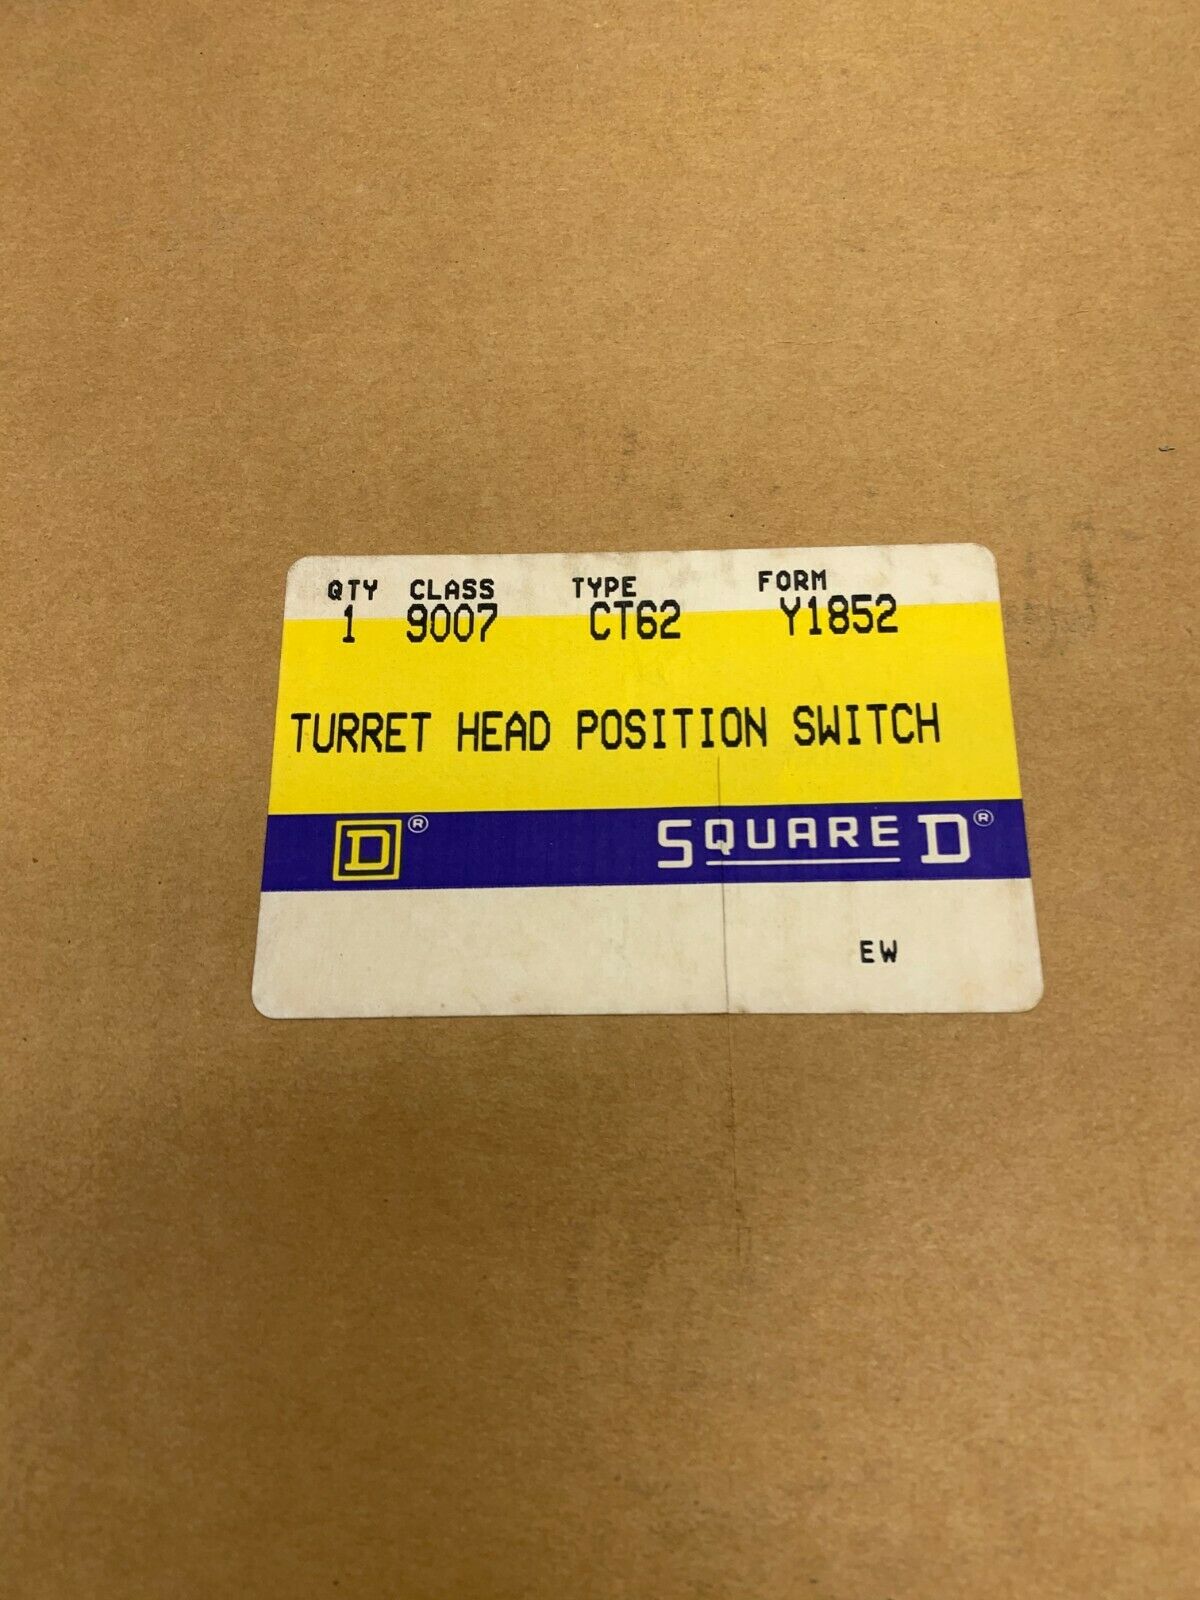 QTY CLASS TYPE FORM
1 9007 CT62 Y1852
TURRET HEAD POSITION SWITCH
D® SQUARE D®
EW